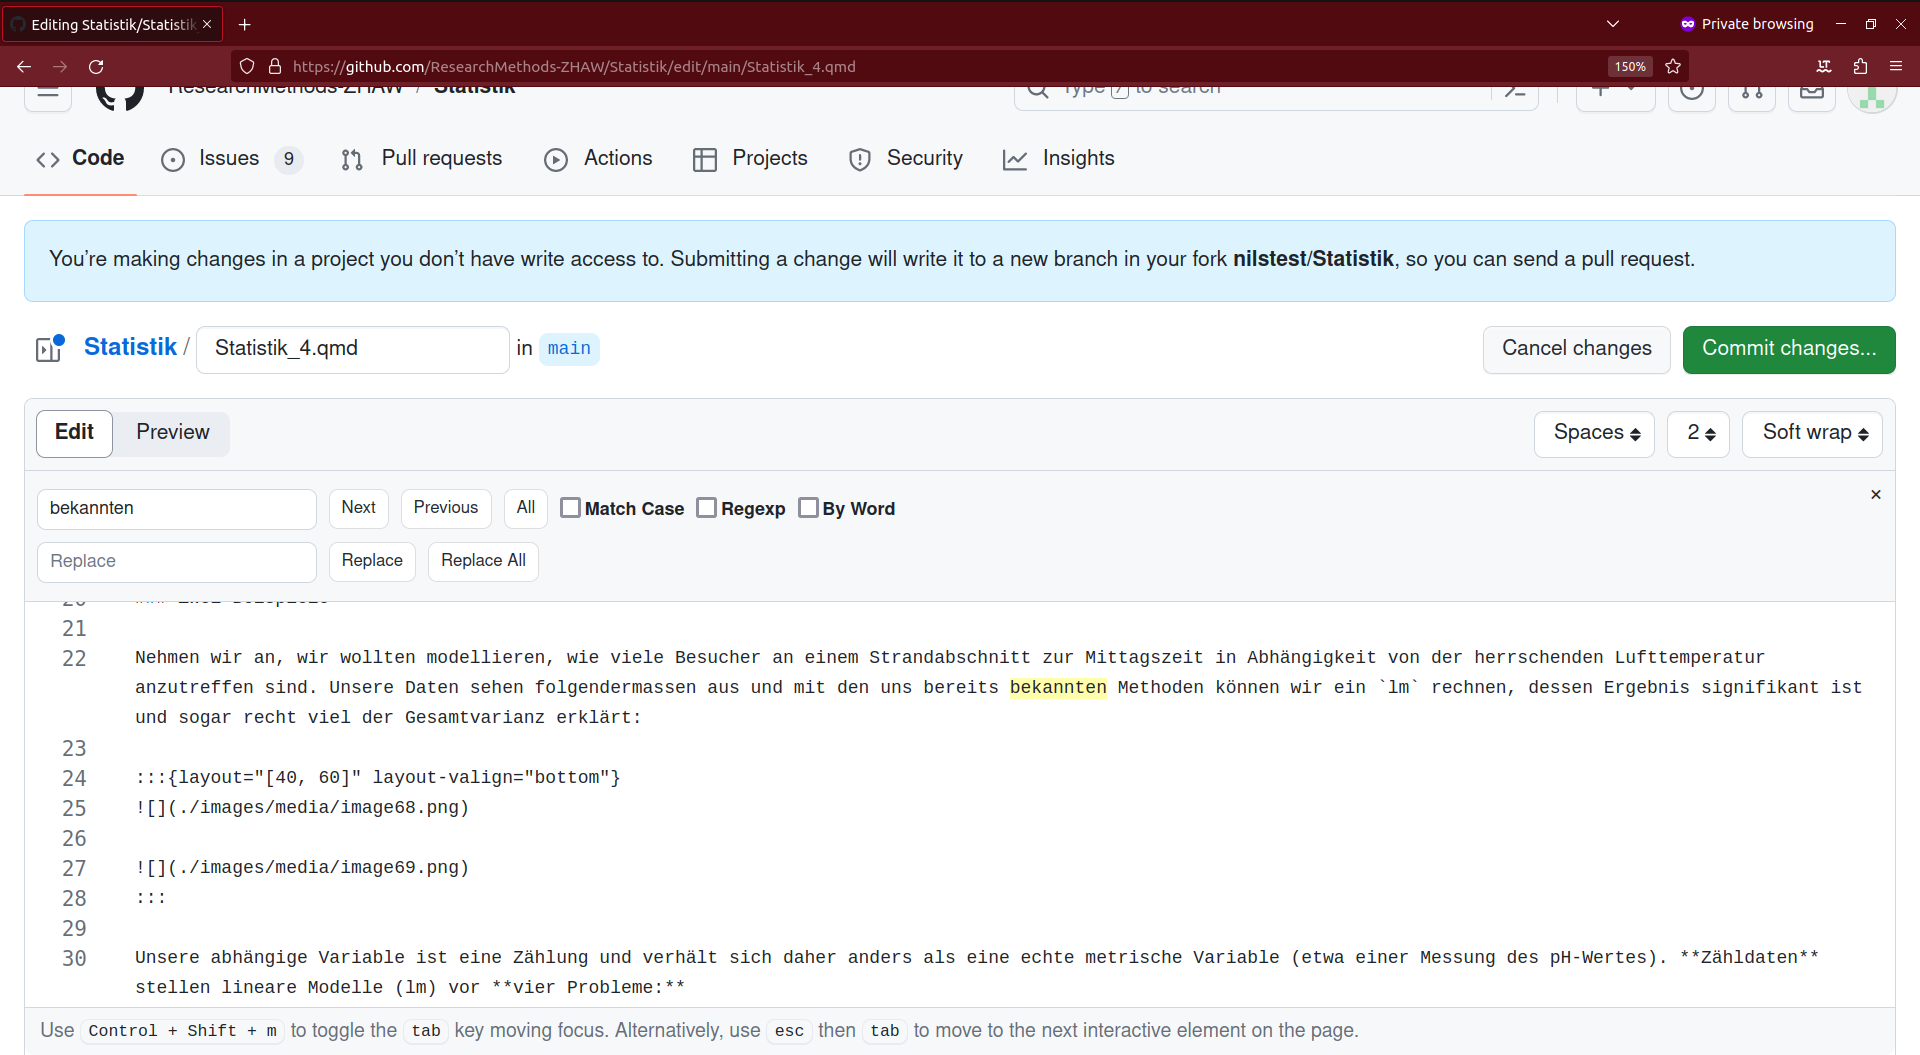 Editing Statistik/Statistik
Private browsing
https://github.com/ResearchMethods-ZHAW/Statistik/edit/main/Statistik_4.qmd
150%
ResearchMethods-ZHAW / Statistik
Type / to search
Code
Issues 9
Pull requests
Actions
Projects
Security
Insights
You’re making changes in a project you don’t have write access to. Submitting a change will write it to a new branch in your fork nilstest/Statistik, so you can send a pull request.
Statistik / Statistik_4.qmd in main
Cancel changes
Commit changes...
Edit
Preview
Spaces
2
Soft wrap
bekannten
Next
Previous
All
Match Case
Regexp
By Word
×
Replace
Replace
Replace All
20 ### Zwei Beispiele
21
22 Nehmen wir an, wir wollten modellieren, wie viele Besucher an einem Strandabschnitt zur Mittagszeit in Abhängigkeit von der herrschenden Lufttemperatur
anzutreffen sind. Unsere Daten sehen folgendermassen aus und mit den uns bereits bekannten Methoden können wir ein `lm` rechnen, dessen Ergebnis signifikant ist
und sogar recht viel der Gesamtvarianz erklärt:
23
24 :::{layout="[40, 60]" layout-valign="bottom"}
25 ![](./images/media/image68.png)
26
27 ![](./images/media/image69.png)
28 :::
29
30 Unsere abhängige Variable ist eine Zählung und verhält sich daher anders als eine echte metrische Variable (etwa einer Messung des pH-Wertes). **Zähldaten**
stellen lineare Modelle (lm) vor **vier Probleme:**
Use Control + Shift + m to toggle the tab key moving focus. Alternatively, use esc then tab to move to the next interactive element on the page.